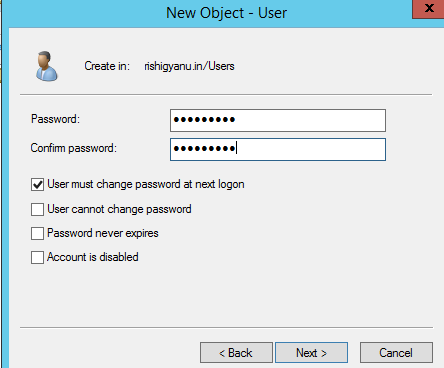 New Object - User
x
Create in: rishigyanu.in/Users
Password: •••••••••
Confirm password: •••••••••
User must change password at next logon
User cannot change password
Password never expires
Account is disabled
< Back Next > Cancel